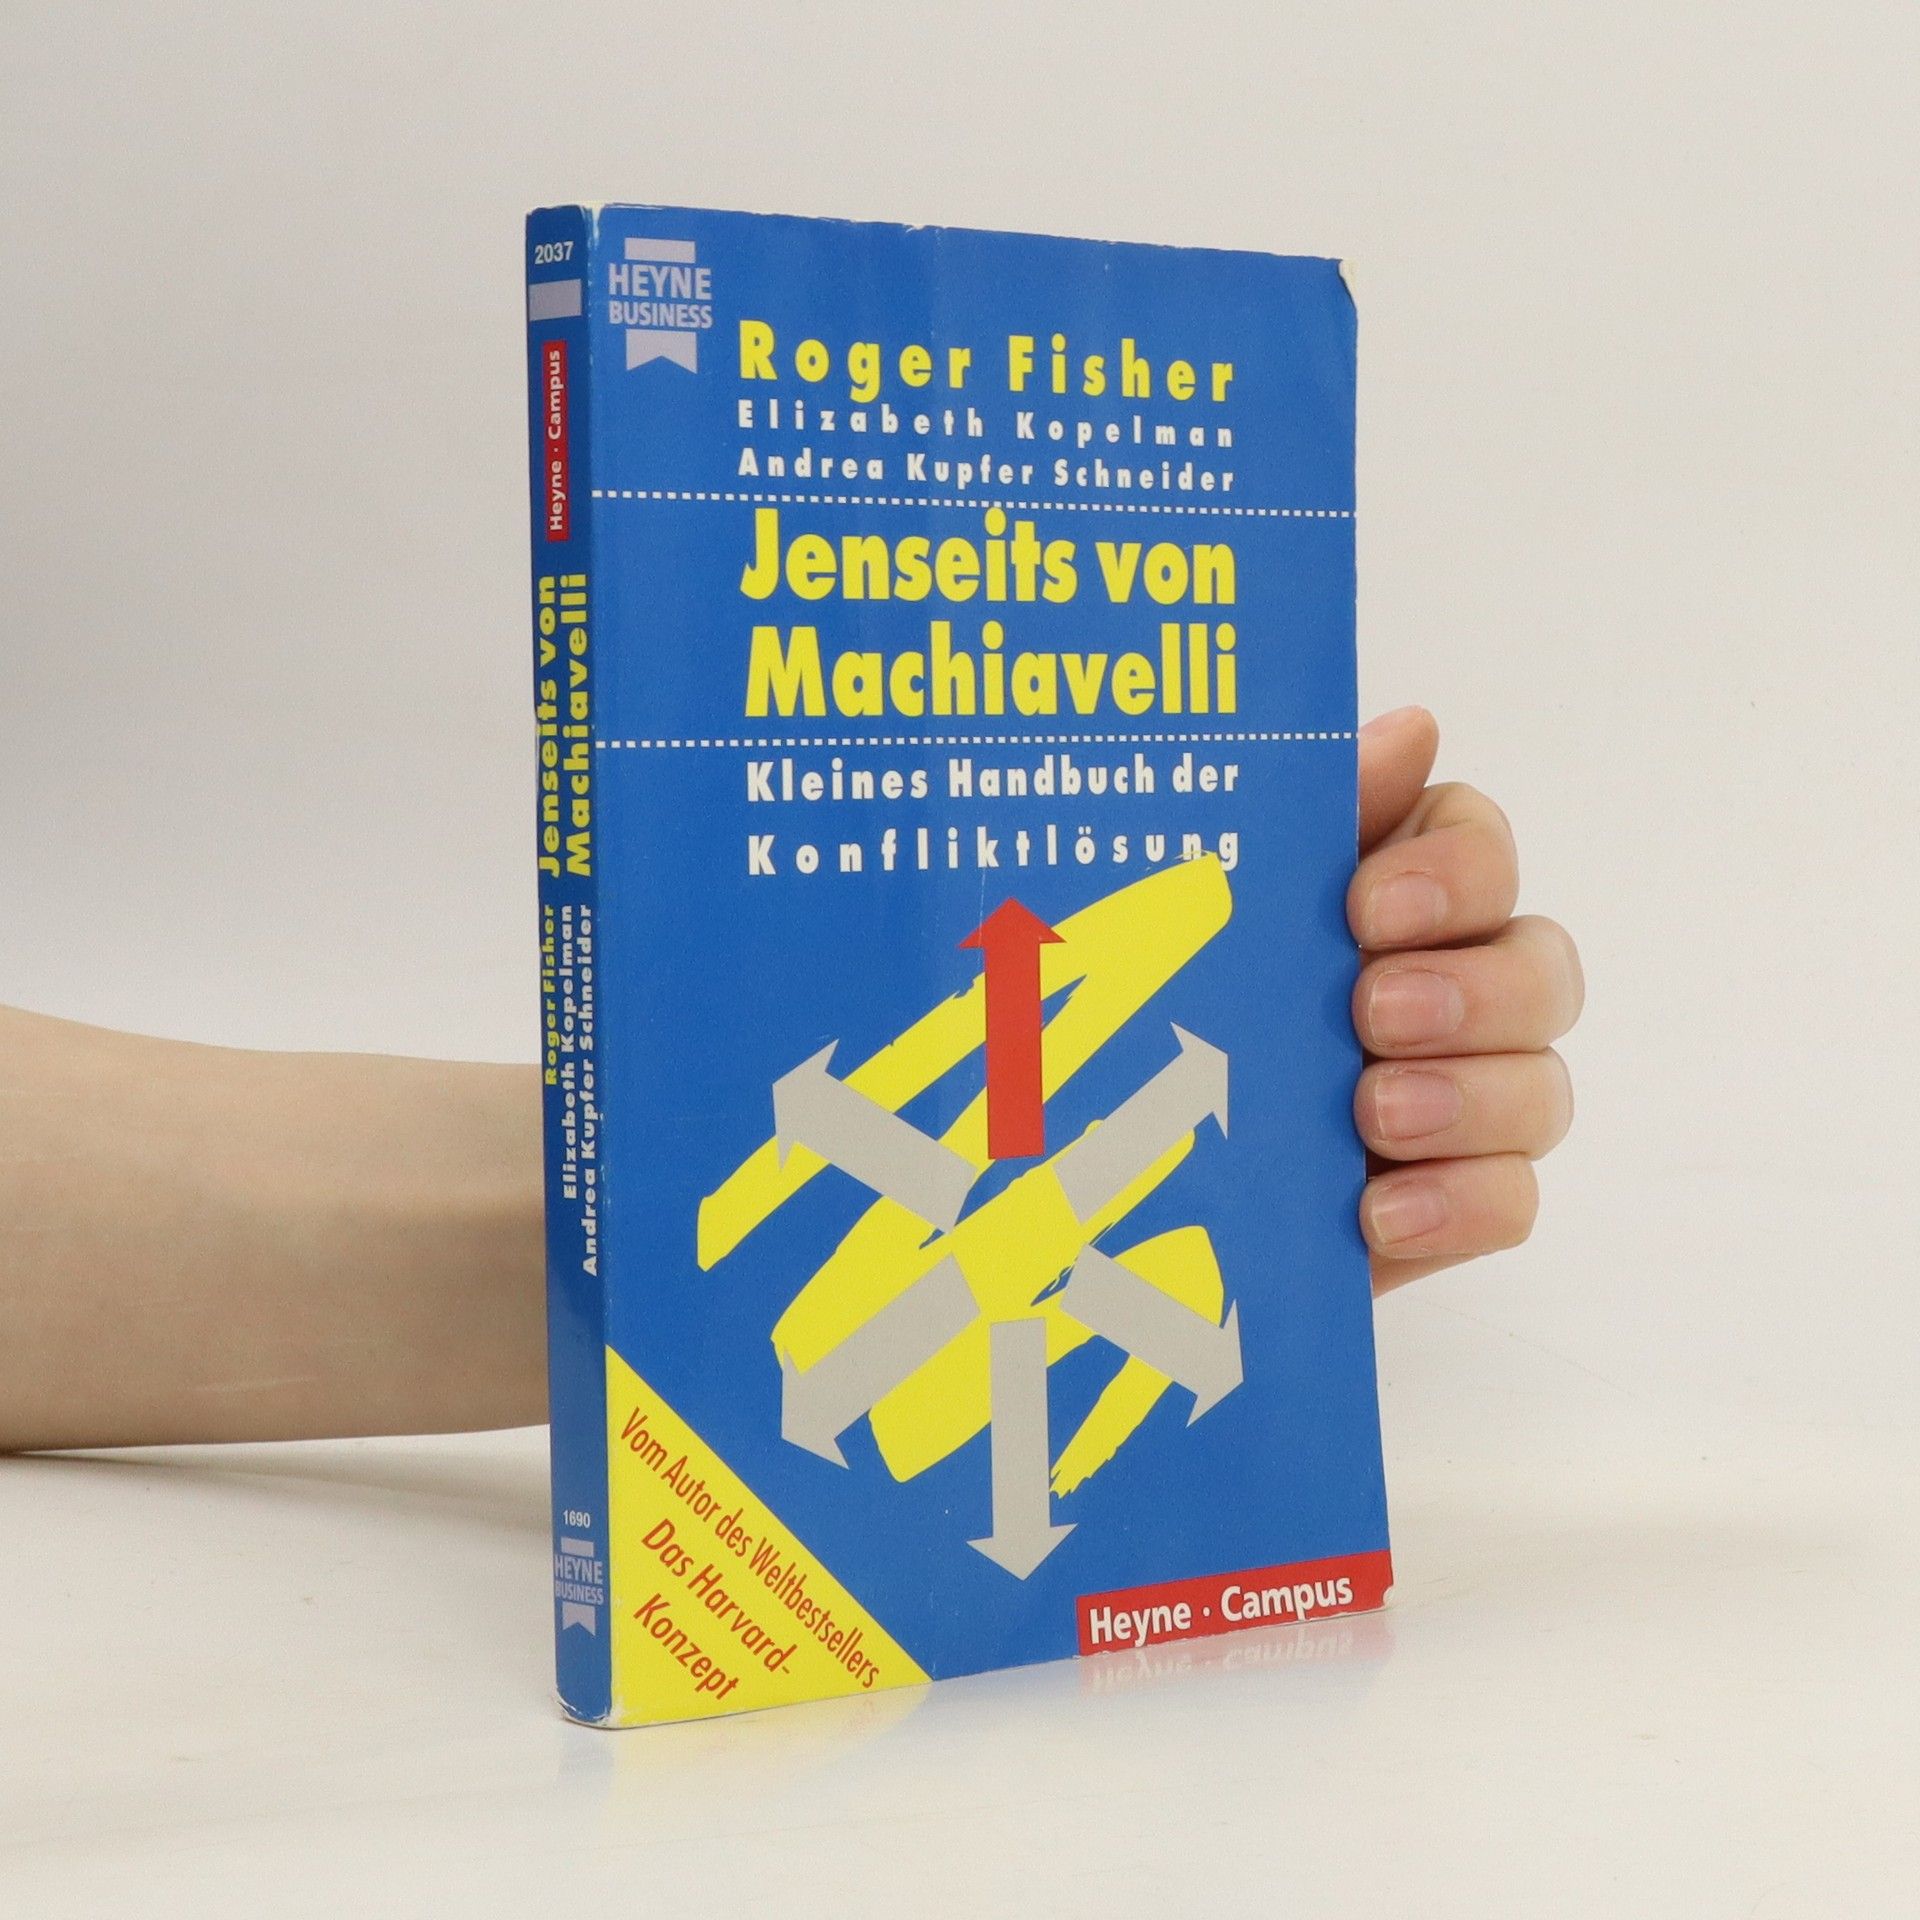 2037
Heyne · Campus
Jenseits von
Machiavelli
Roger Fisher
Elizabeth Kopelman
Andrea Kupfer Schneider
1690
HEYNE
BUSINESS
HEYNE
BUSINESS
Roger Fisher
Elizabeth Kopelman
Andrea Kupfer Schneider
Jenseits von
Machiavelli
Kleines Handbuch der
Konfliktlösung
Vom Autor des Weltbestsellers
Das Harvard-
Konzept
Heyne · Campus